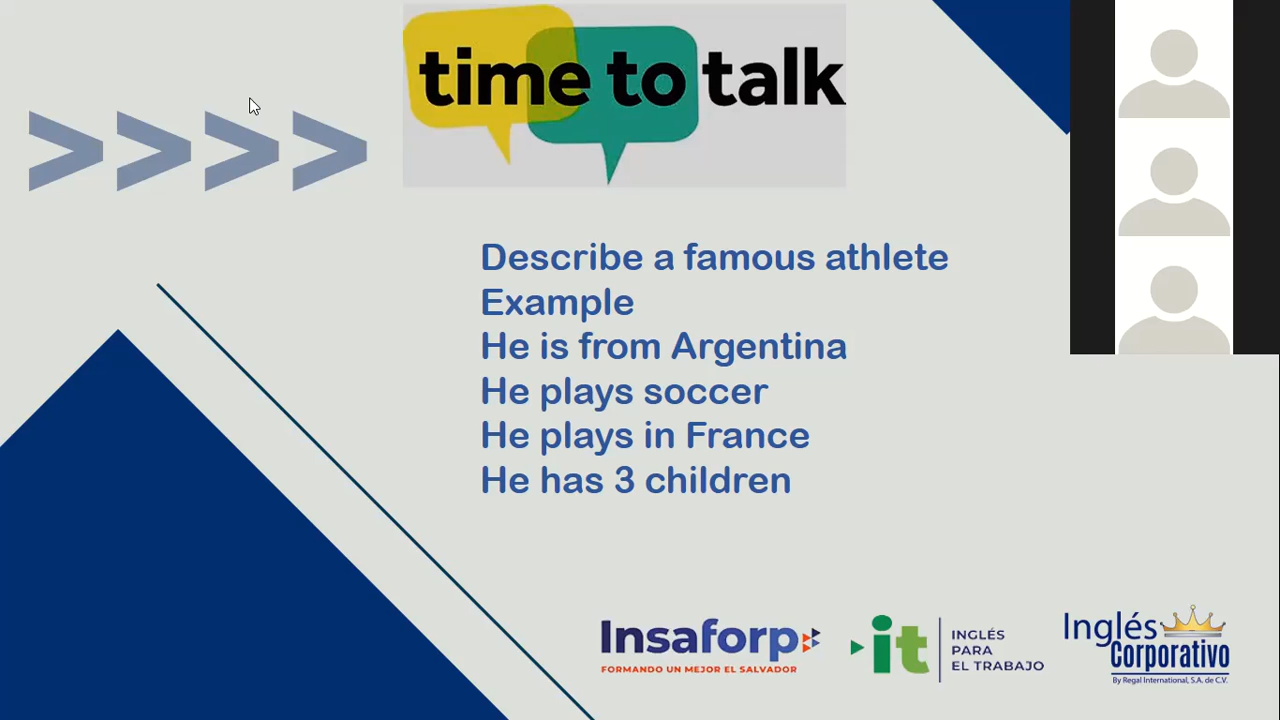 >>>>
time to talk
Describe a famous athlete
Example
He is from Argentina
He plays soccer
He plays in France
He has 3 children
Insaforp
FORMANDO UN MEJOR EL SALVADOR
it
INGLÉS
PARA
EL TRABAJO
Inglés
Corporativo
By Regal International, S.A. de C.V.